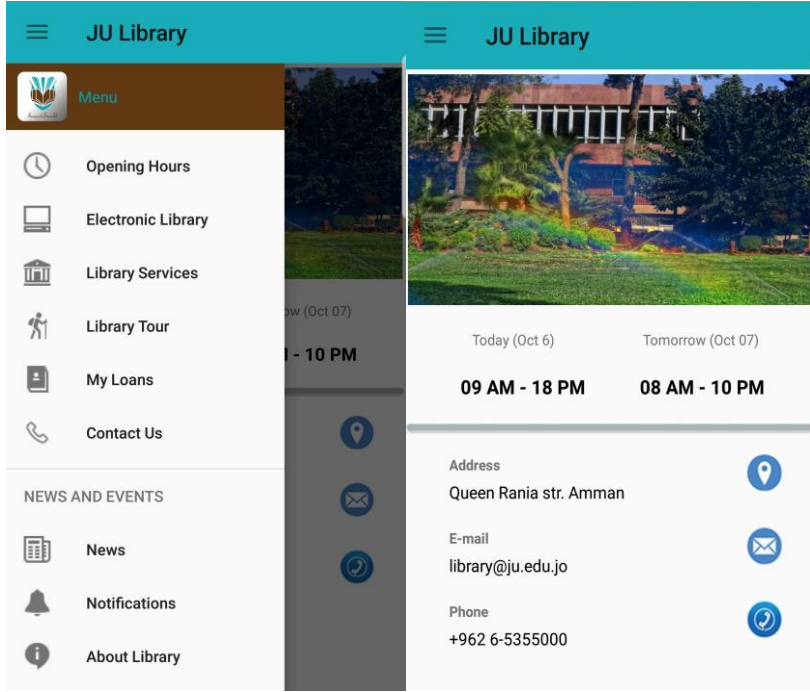 JU Library
Menu
Opening Hours
Electronic Library
Library Services
Library Tour
My Loans
Contact Us
NEWS AND EVENTS
News
Notifications
About Library
ow (Oct 07)
- 10 PM
JU Library
Today (Oct 6)
Tomorrow (Oct 07)
09 AM - 18 PM
08 AM - 10 PM
Address
Queen Rania str. Amman
E-mail
library@ju.edu.jo
Phone
+962 6-5355000